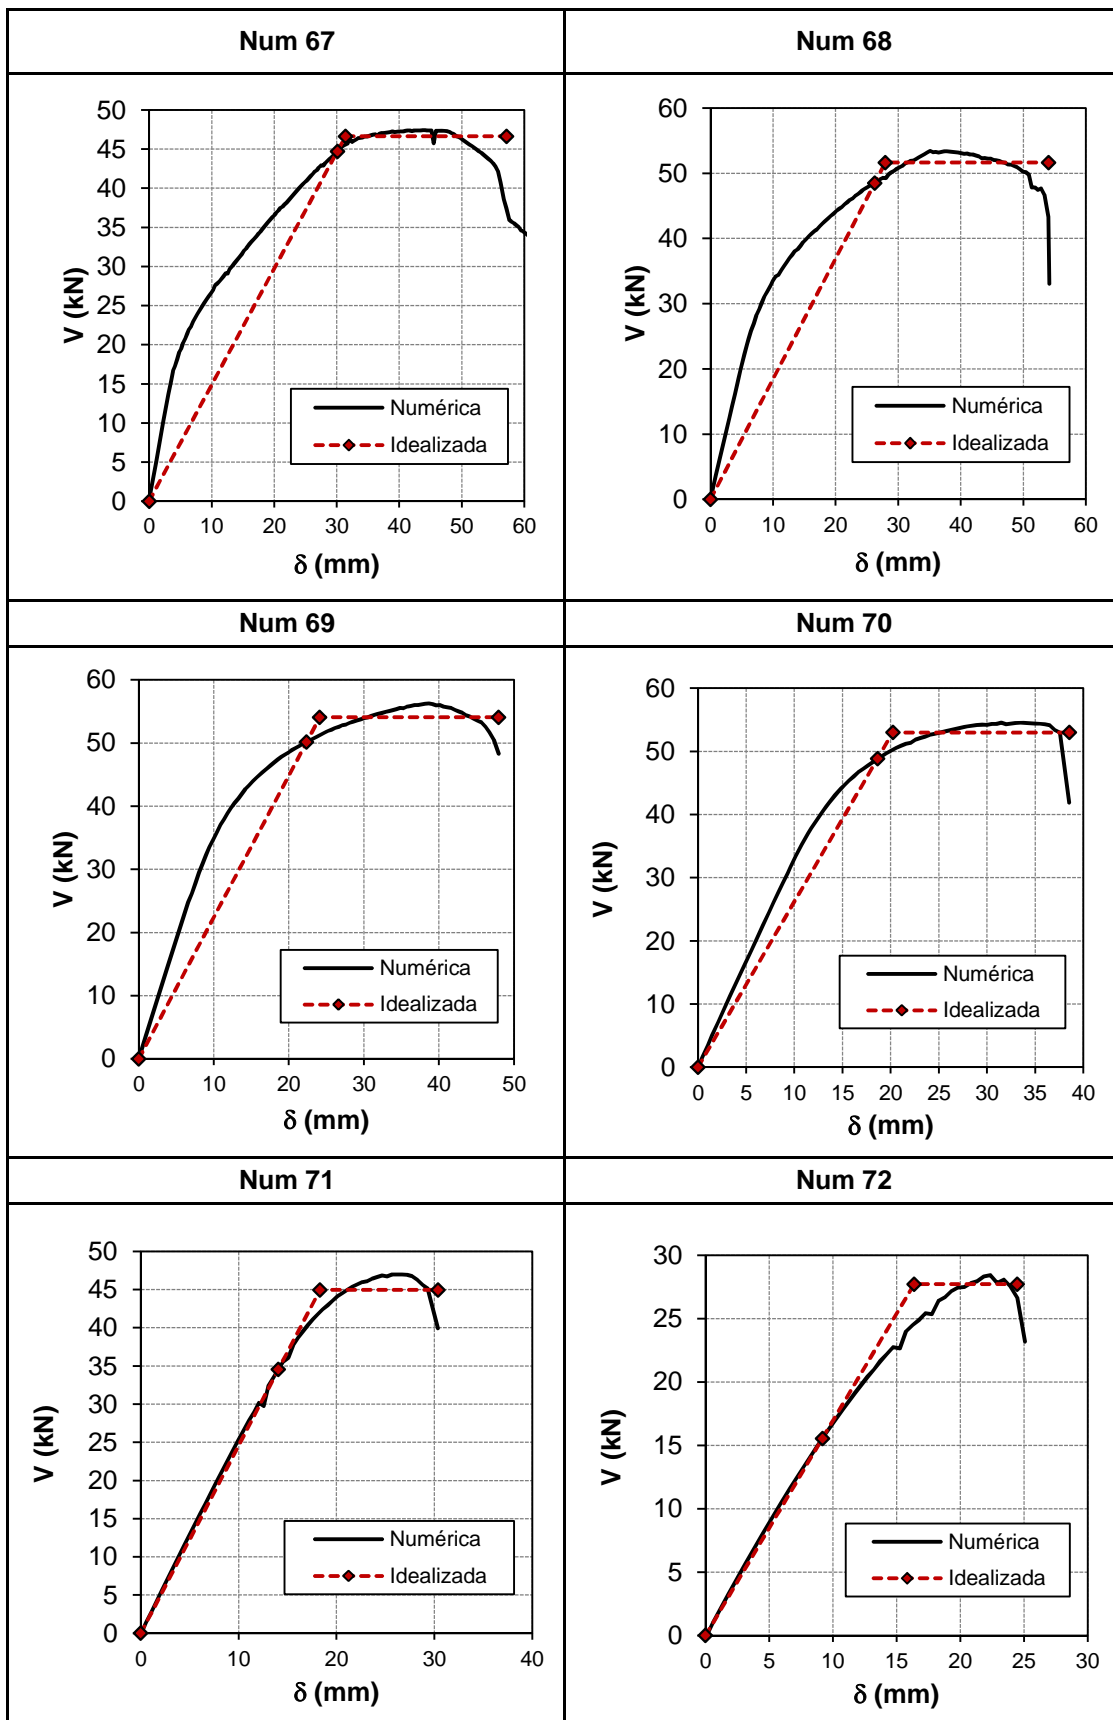 Num 67
Num 68
50
45
40
35
30
25
20
15
10
5
0
V (kN)
Numérica
Idealizada
0 10 20 30 40 50 60
δ (mm)
60
50
40
30
20
10
0
V (kN)
Numérica
Idealizada
0 10 20 30 40 50 60
δ (mm)
Num 69
Num 70
60
50
40
30
20
10
0
V (kN)
Numérica
Idealizada
0 10 20 30 40 50
δ (mm)
60
50
40
30
20
10
0
V (kN)
Numérica
Idealizada
0 5 10 15 20 25 30 35 40
δ (mm)
Num 71
Num 72
50
45
40
35
30
25
20
15
10
5
0
V (kN)
Numérica
Idealizada
0 10 20 30 40
δ (mm)
30
25
20
15
10
5
0
V (kN)
Numérica
Idealizada
0 5 10 15 20 25 30
δ (mm)